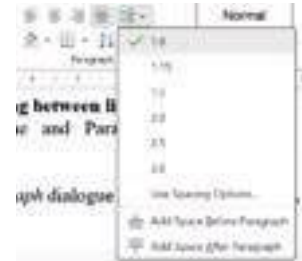 Normal
Paragraph
1.0
1.15
1.5
2.0
2.5
3.0
Line Spacing Options...
Add Space Before Paragraph
Add Space After Paragraph
g between li
and Para
aph dialogue